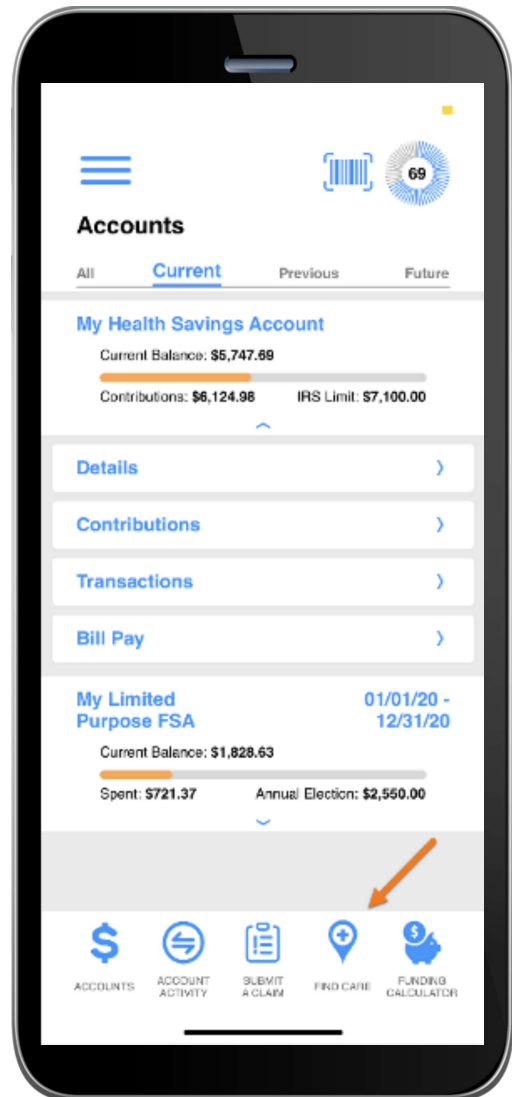 69
Accounts
All Current Previous Future
My Health Savings Account
Current Balance: $5,747.69
Contributions: $6,124.98 IRS Limit: $7,100.00
Details
Contributions
Transactions
Bill Pay
My Limited 01/01/20 -
Purpose FSA 12/31/20
Current Balance: $1,828.63
Spent: $721.37 Annual Election: $2,550.00
$ $
ACCOUNTS ACCOUNT SUBMIT FIND CARE FUNDING
ACTIVITY A CLAIM CALCULATOR